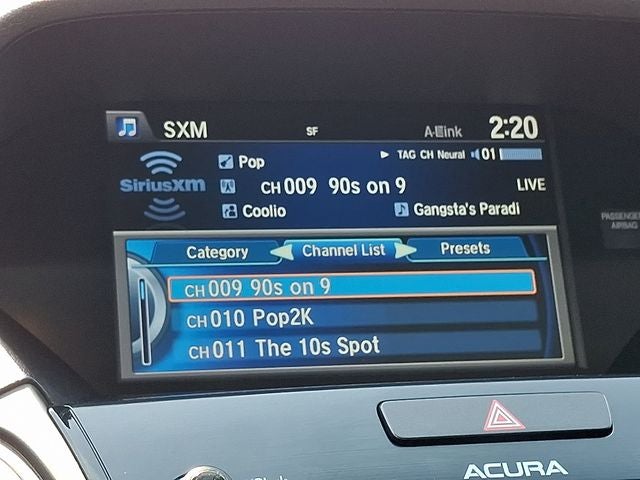 SXM SF A-Link 2:20
Pop TAG CH Neural 01
SiriusXM
CH 009 90s on 9 LIVE
Coolio Gangsta's Paradi
Category Channel List Presets
CH 009 90s on 9
CH 010 Pop2K
CH 011 The 10s Spot
PASSENGER
AIRBAG
ACURA